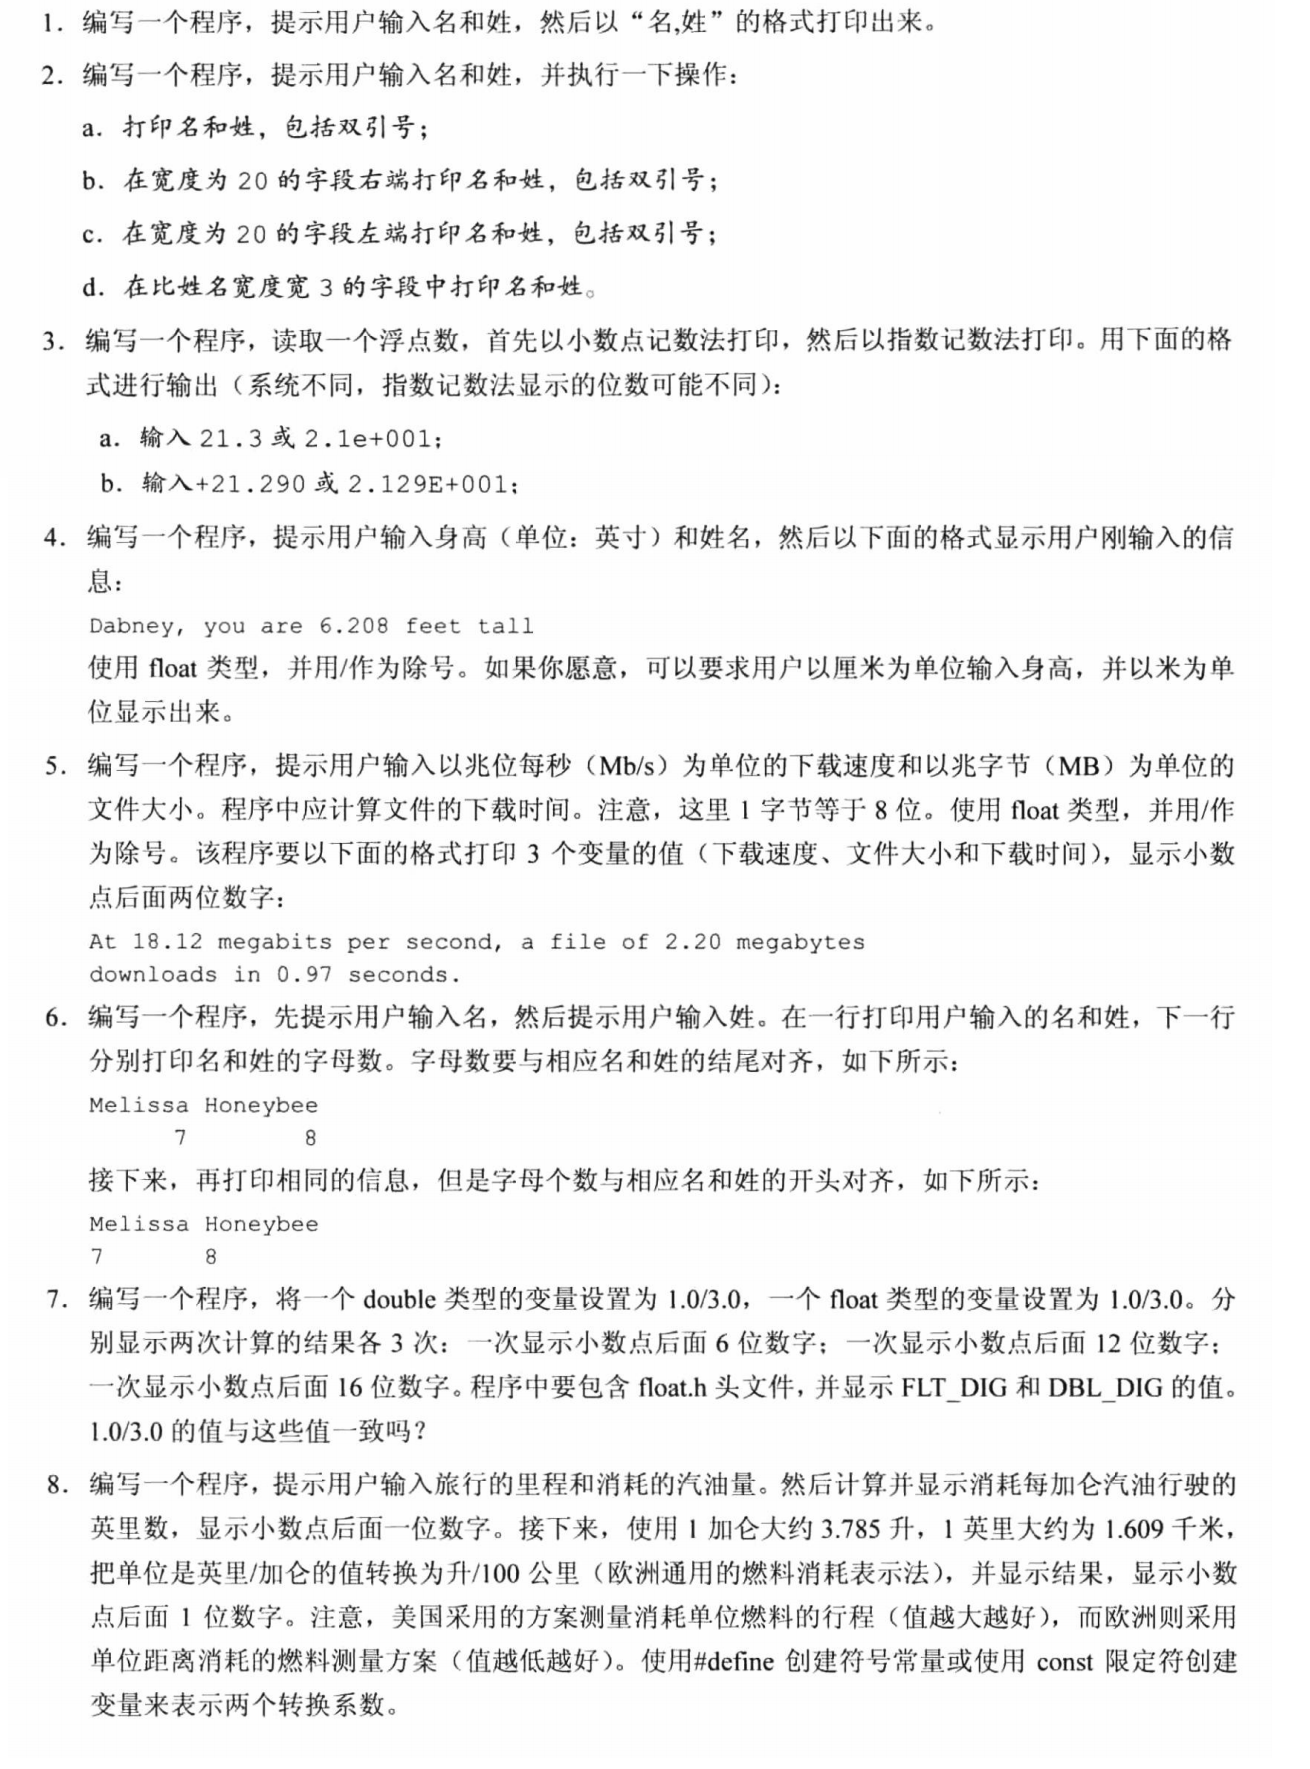 1. 编写一个程序，提示用户输入名和姓，然后以“名,姓”的格式打印出来。
2. 编写一个程序，提示用户输入名和姓，并执行一下操作：
a. 打印名和姓，包括双引号；
b. 在宽度为 20 的字段右端打印名和姓，包括双引号；
c. 在宽度为 20 的字段左端打印名和姓，包括双引号；
d. 在比姓名宽度宽 3 的字段中打印名和姓。
3. 编写一个程序，读取一个浮点数，首先以小数点记数法打印，然后以指数记数法打印。用下面的格
式进行输出（系统不同，指数记数法显示的位数可能不同）：
a. 输入 21.3 或 2.1e+001；
b. 输入+21.290 或 2.129E+001；
4. 编写一个程序，提示用户输入身高（单位：英寸）和姓名，然后以下面的格式显示用户刚输入的信
息：
Dabney, you are 6.208 feet tall
使用 float 类型，并用/作为除号。如果你愿意，可以要求用户以厘米为单位输入身高，并以米为单
位显示出来。
5. 编写一个程序，提示用户输入以兆位每秒（Mb/s）为单位的下载速度和以兆字节（MB）为单位的
文件大小。程序中应计算文件的下载时间。注意，这里 1 字节等于 8 位。使用 float 类型，并用/作
为除号。该程序要以下面的格式打印 3 个变量的值（下载速度、文件大小和下载时间），显示小数
点后面两位数字：
At 18.12 megabits per second, a file of 2.20 megabytes
downloads in 0.97 seconds.
6. 编写一个程序，先提示用户输入名，然后提示用户输入姓。在一行打印用户输入的名和姓，下一行
分别打印名和姓的字母数。字母数要与相应名和姓的结尾对齐，如下所示：
Melissa Honeybee
7 8
接下来，再打印相同的信息，但是字母个数与相应名和姓的开头对齐，如下所示：
Melissa Honeybee
7 8
7. 编写一个程序，将一个 double 类型的变量设置为 1.0/3.0，一个 float 类型的变量设置为 1.0/3.0。分
别显示两次计算的结果各 3 次：一次显示小数点后面 6 位数字；一次显示小数点后面 12 位数字；
一次显示小数点后面 16 位数字。程序中要包含 float.h 头文件，并显示 FLT_DIG 和 DBL_DIG 的值。
1.0/3.0 的值与这些值一致吗？
8. 编写一个程序，提示用户输入旅行的里程和消耗的汽油量。然后计算并显示消耗每加仑汽油行驶的
英里数，显示小数点后面一位数字。接下来，使用 1 加仑大约 3.785 升，1 英里大约为 1.609 千米，
把单位是英里/加仑的值转换为升/100 公里（欧洲通用的燃料消耗表示法），并显示结果，显示小数
点后面 1 位数字。注意，美国采用的方案测量消耗单位燃料的行程（值越大越好），而欧洲则采用
单位距离消耗的燃料测量方案（值越低越好）。使用#define 创建符号常量或使用 const 限定符创建
变量来表示两个转换系数。